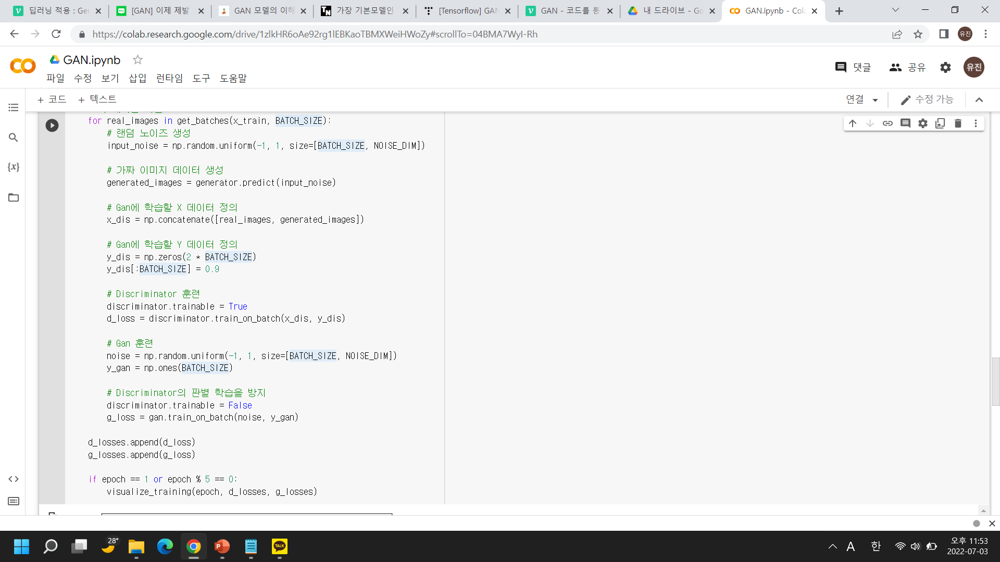 딥러닝 적용 : Ger
[GAN] 이제 제발
GAN 모델의 이해
가장 기본모델인
[Tensorflow] GAN
GAN - 코드를 통
내 드라이브 - Go
GAN.ipynb - Cola
https://colab.research.google.com/drive/1zlkHR6oAe92rg1lEBKaoTBMXWeiHWoZy#scrollTo=04BMA7WyI-Rh
유진
GAN.ipynb
파일 수정 보기 삽입 런타임 도구 도움말
댓글 공유 유진
+ 코드 + 텍스트
연결 수정 가능
for real_images in get_batches(x_train, BATCH_SIZE):
# 랜덤 노이즈 생성
input_noise = np.random.uniform(-1, 1, size=[BATCH_SIZE, NOISE_DIM])
# 가짜 이미지 데이터 생성
generated_images = generator.predict(input_noise)
# Gan에 학습할 X 데이터 정의
x_dis = np.concatenate([real_images, generated_images])
# Gan에 학습할 Y 데이터 정의
y_dis = np.zeros(2 * BATCH_SIZE)
y_dis[:BATCH_SIZE] = 0.9
# Discriminator 훈련
discriminator.trainable = True
d_loss = discriminator.train_on_batch(x_dis, y_dis)
# Gan 훈련
noise = np.random.uniform(-1, 1, size=[BATCH_SIZE, NOISE_DIM])
y_gan = np.ones(BATCH_SIZE)
# Discriminator의 판별 학습을 방지
discriminator.trainable = False
g_loss = gan.train_on_batch(noise, y_gan)
d_losses.append(d_loss)
g_losses.append(g_loss)
if epoch == 1 or epoch % 5 == 0:
visualize_training(epoch, d_losses, g_losses)
28°
TALK
A 한
오후 11:53
2022-07-03